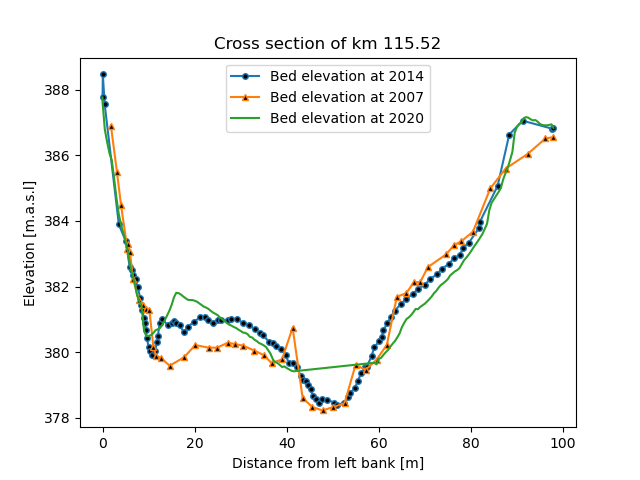 Cross section of km 115.52
Bed elevation at 2014
Bed elevation at 2007
Bed elevation at 2020
Elevation [m.a.s.l]
388
386
384
382
380
378
0 20 40 60 80 100
Distance from left bank [m]